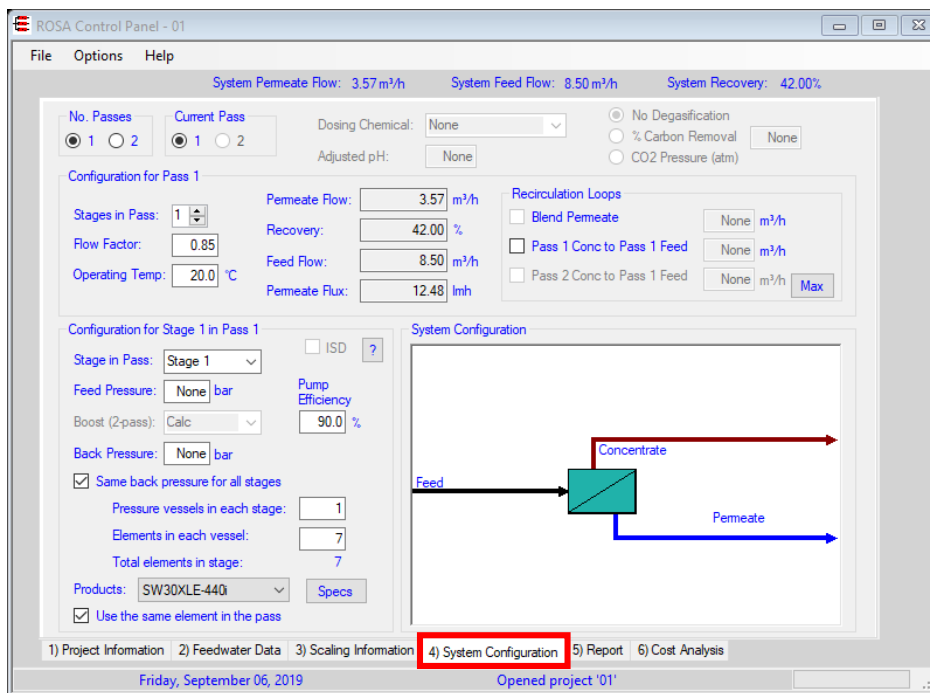 ROSA Control Panel - 01
File Options Help
System Permeate Flow: 3.57 m³/h System Feed Flow: 8.50 m³/h System Recovery: 42.00%
No. Passes
1 2
Current Pass
1 2
Dosing Chemical: None
Adjusted pH: None
No Degasification
% Carbon Removal None
CO2 Pressure (atm)
Configuration for Pass 1
Stages in Pass: 1
Flow Factor: 0.85
Operating Temp: 20.0 °C
Permeate Flow: 3.57 m³/h
Recovery: 42.00 %
Feed Flow: 8.50 m³/h
Permeate Flux: 12.48 lmh
Recirculation Loops
Blend Permeate None m³/h
Pass 1 Conc to Pass 1 Feed None m³/h
Pass 2 Conc to Pass 1 Feed None m³/h Max
Configuration for Stage 1 in Pass 1
ISD ?
Stage in Pass: Stage 1
Feed Pressure: None bar
Pump
Efficiency
90.0 %
Boost (2-pass): Calc
Back Pressure: None bar
Same back pressure for all stages
Pressure vessels in each stage: 1
Elements in each vessel: 7
Total elements in stage: 7
Products: SW30XLE-440i Specs
Use the same element in the pass
System Configuration
Concentrate
Feed
Permeate
1) Project Information 2) Feedwater Data 3) Scaling Information 4) System Configuration 5) Report 6) Cost Analysis
Friday, September 06, 2019 Opened project '01'